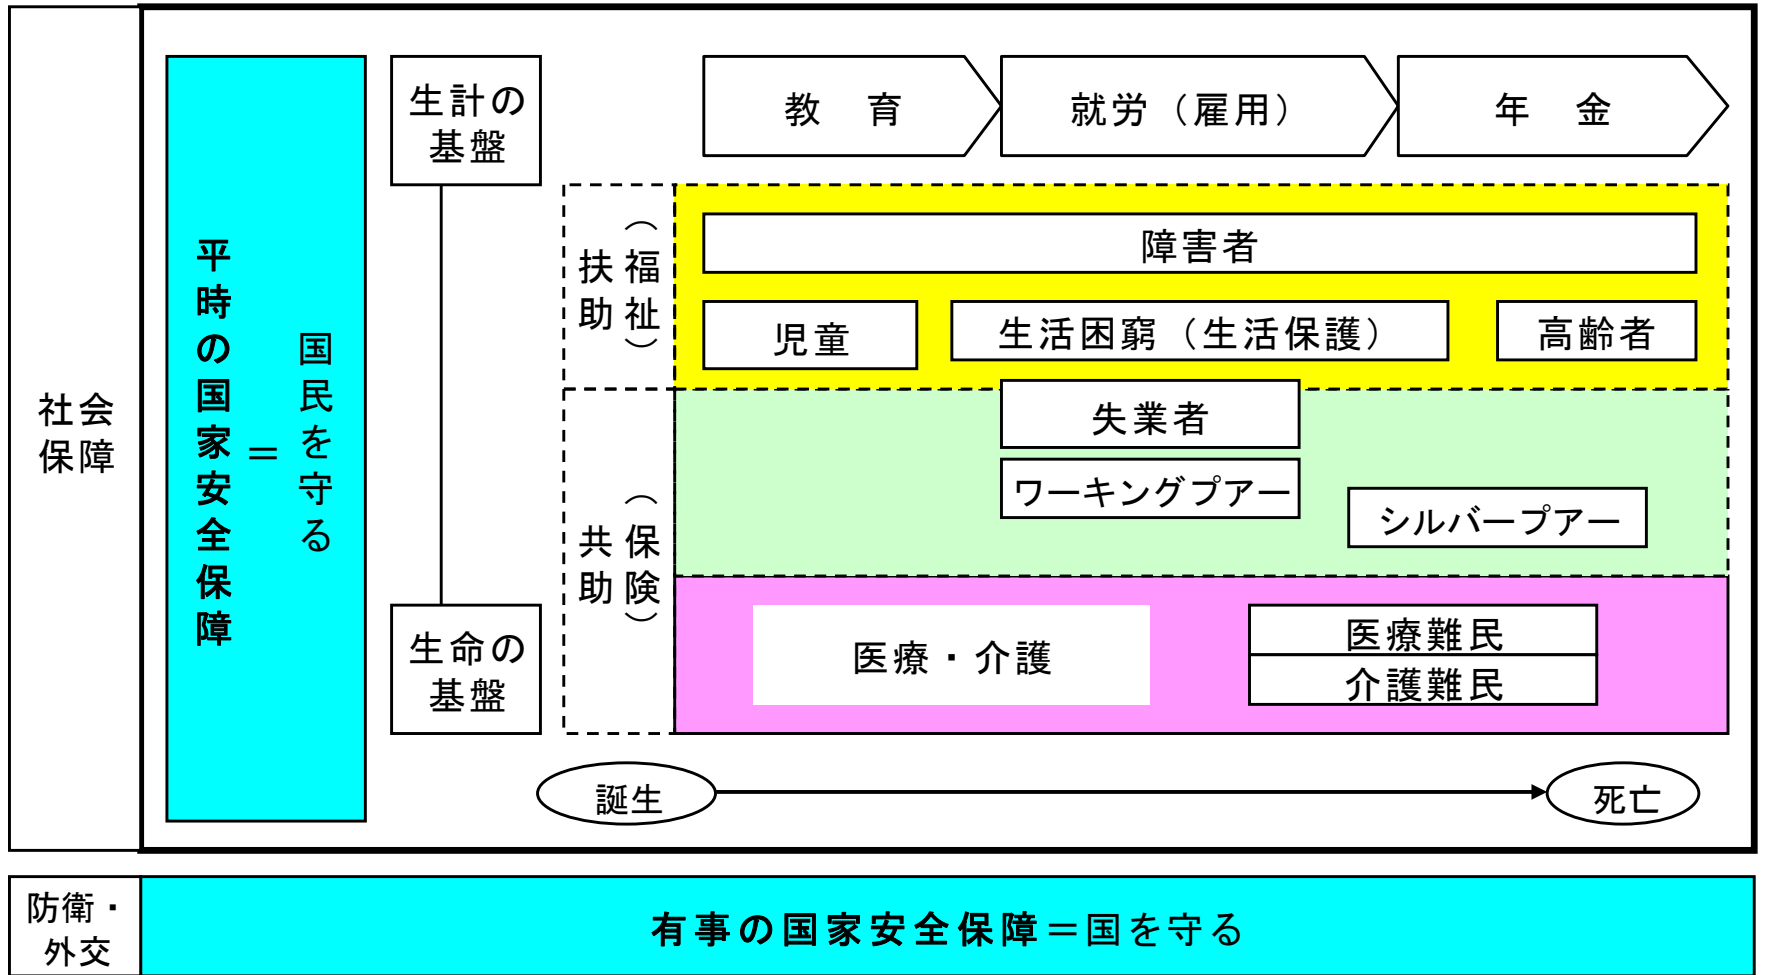 社会
保障
平時の国家安全保障
＝
国民を守る
生計の
基盤
生命の
基盤
教　育
就労（雇用）
年　金
扶助
（福祉）
障害者
児童
生活困窮（生活保護）
高齢者
共助
（保険）
失業者
ワーキングプアー
シルバープアー
医療・介護
医療難民
介護難民
誕生
死亡
防衛・
外交
有事の国家安全保障＝国を守る